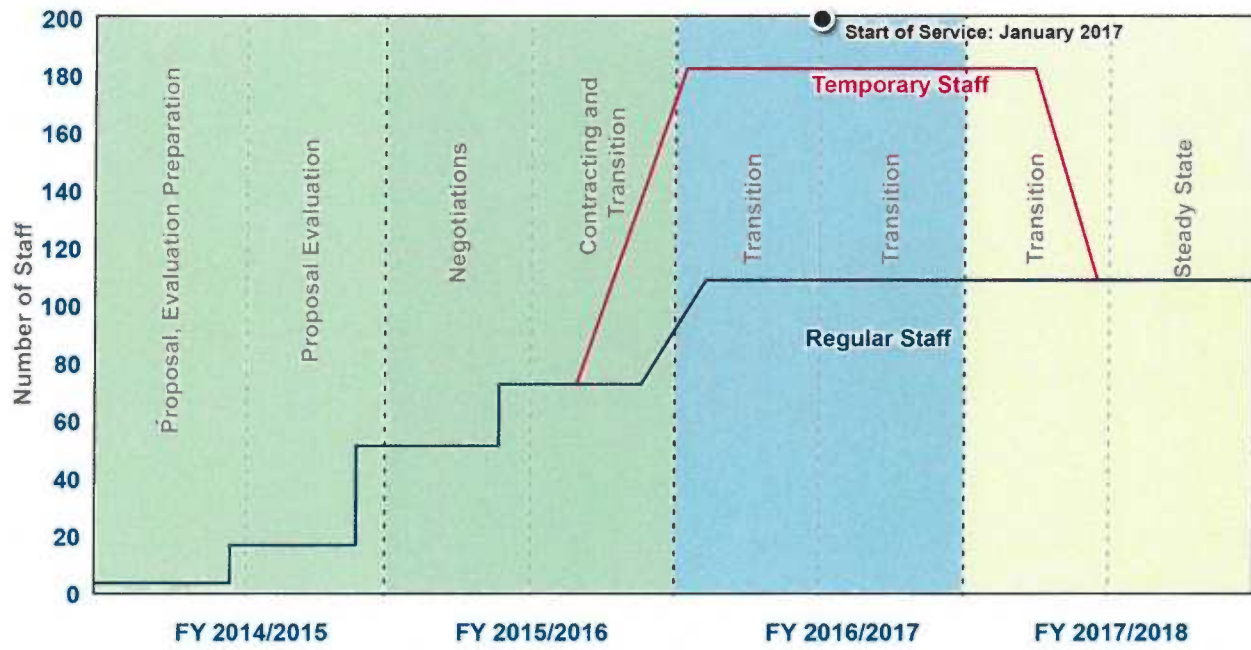 200
180
160
140
120
100
80
60
40
20
0
Number of Staff
Start of Service: January 2017
Temporary Staff
Regular Staff
Proposal, Evaluation Preparation
Proposal Evaluation
Negotiations
Contracting and
Transition
Transition
Transition
Transition
Steady State
FY 2014/2015
FY 2015/2016
FY 2016/2017
FY 2017/2018